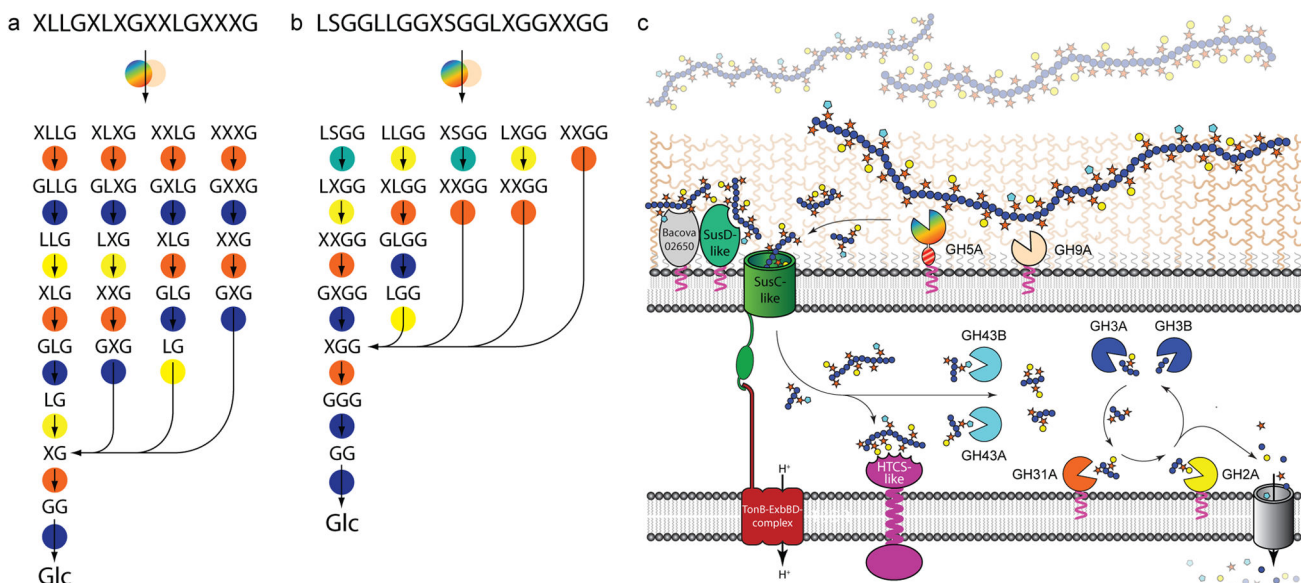 a
XLLGXLXGXXLGXXXG
XLLG XLXG XXLG XXXG
GLLG GLXG GXLG GXXG
LLG LXG XLG XXG
XLG XXG GLG GXG
GLG GXG LG
LG
XG
GG
Glc
b
LSGGLLGGXSGGLXGGXXGG
LSGG LLGG XSGG LXGG XXGG
LXGG XLGG XXGG XXGG
XXGG GLGG
GXGG LGG
XGG
GGG
GG
Glc
c
Bacova
02650
SusD-
like
SusC-
like
GH5A
GH9A
GH43B
GH43A
GH3A
GH3B
HTCS-
like
GH31A
GH2A
H+
TonB-ExbBD-
complex
H+